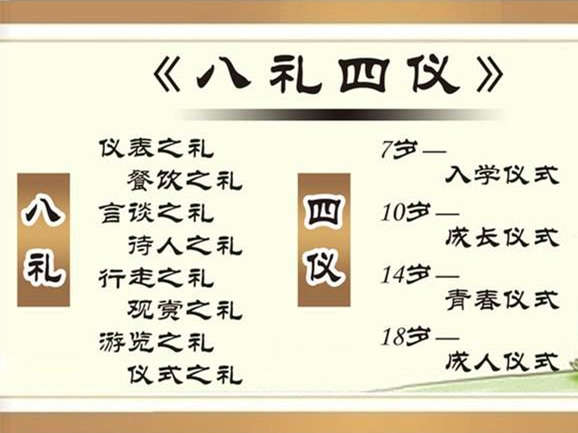 《八礼四仪》
八礼
仪表之礼
餐饮之礼
言谈之礼
待人之礼
行走之礼
观赏之礼
游览之礼
仪式之礼
四仪
7岁—
入学仪式
10岁—
成长仪式
14岁—
青春仪式
18岁—
成人仪式